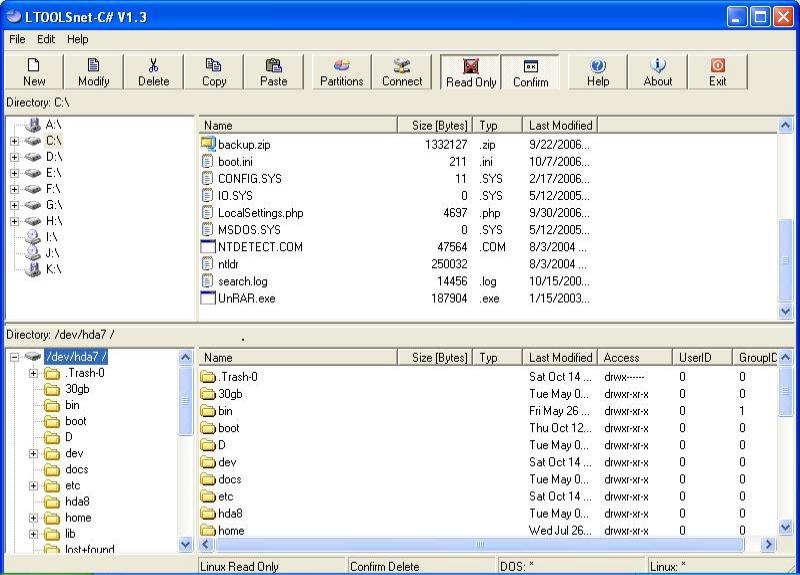 LTOOLSnet-C# V1.3
File Edit Help
New Modify Delete Copy Paste Partitions Connect Read Only Confirm Help About Exit
Directory: C:\
A:\
C:\
D:\
E:\
F:\
G:\
H:\
I:\
J:\
K:\
Name Size [Bytes] Typ Last Modified
backup.zip 1332127 .zip 9/22/2006...
boot.ini 211 .ini 10/7/2006...
CONFIG.SYS 11 .SYS 2/17/2006...
IO.SYS 0 .SYS 5/12/2005...
LocalSettings.php 4697 .php 9/30/2006...
MSDOS.SYS 0 .SYS 5/12/2005...
NTDETECT.COM 47564 .COM 8/3/2004 ...
ntldr 250032 8/3/2004 ...
search.log 14456 .log 10/15/200...
UnRAR.exe 187904 .exe 1/15/2003...
Directory: /dev/hda7 /
/dev/hda7 /
.Trash-0
30gb
bin
boot
D
dev
docs
etc
hda8
home
lib
lost+found
Name Size [Bytes] Typ Last Modified Access UserID GroupID
.Trash-0 Sat Oct 14 ... drwx------ 0 0
30gb Tue May 0... drwxr-xr-x 0 0
bin Fri May 26 ... drwxr-xr-x 0 1
boot Thu Oct 12... drwxr-xr-x 0 0
D Tue May 0... drwxr-xr-x 0 0
dev Sat Oct 14 ... drwxr-xr-x 0 0
docs Tue May 0... drwxr-xr-x 0 0
etc Sat Oct 14 ... drwxr-xr-x 0 0
hda8 Tue May 0... drwxr-xr-x 0 0
home Wed Jul 26... drwxr-xr-x 0 0
Linux Read Only Confirm Delete DOS: * Linux: *